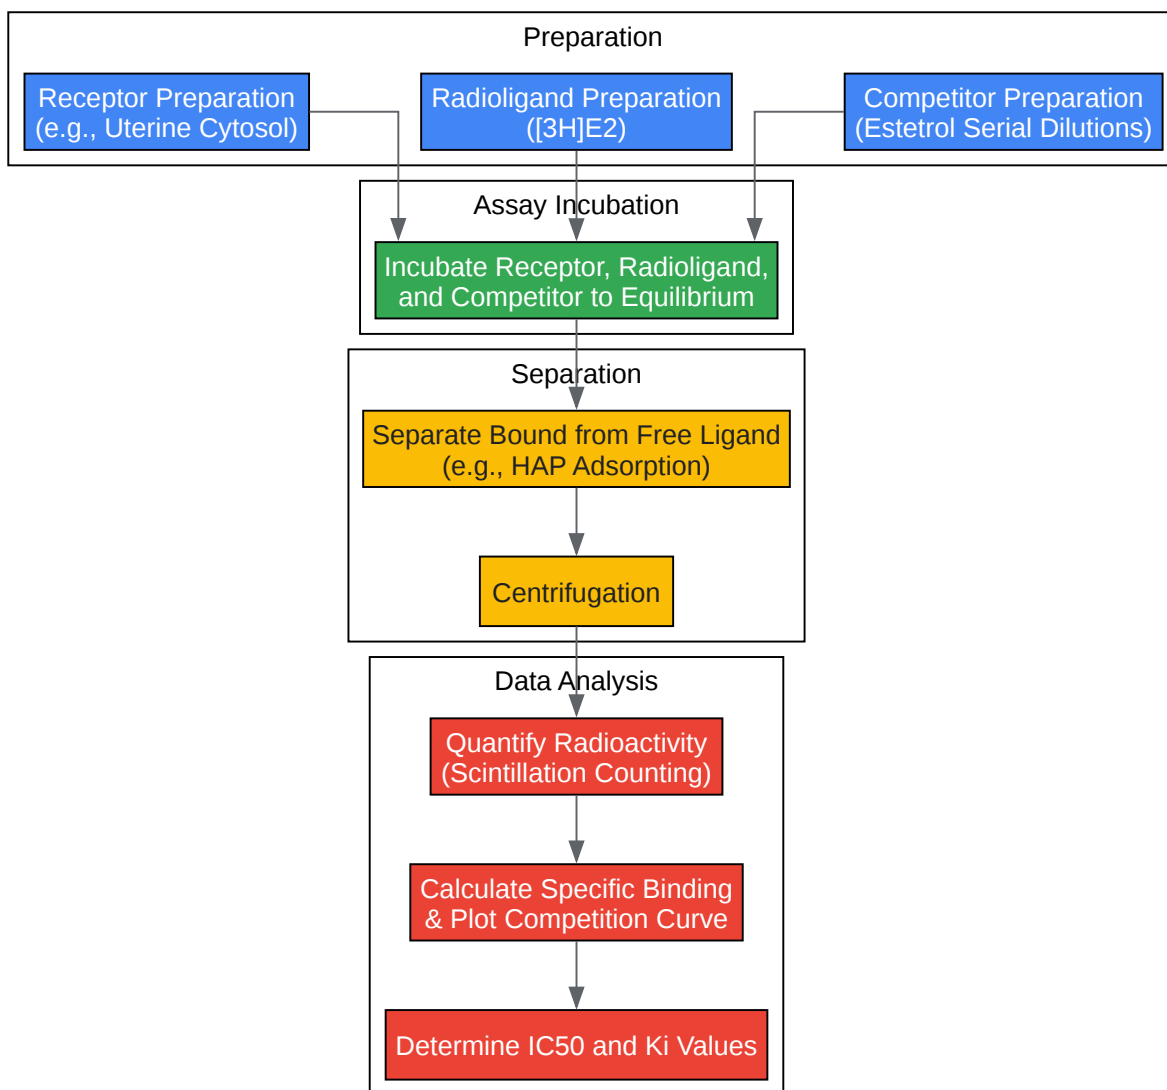 Preparation
Receptor Preparation
(e.g., Uterine Cytosol)
Radioligand Preparation
([3H]E2)
Competitor Preparation
(Estetrol Serial Dilutions)
Assay Incubation
Incubate Receptor, Radioligand,
and Competitor to Equilibrium
Separation
Separate Bound from Free Ligand
(e.g., HAP Adsorption)
Centrifugation
Data Analysis
Quantify Radioactivity
(Scintillation Counting)
Calculate Specific Binding
& Plot Competition Curve
Determine IC50 and Ki Values